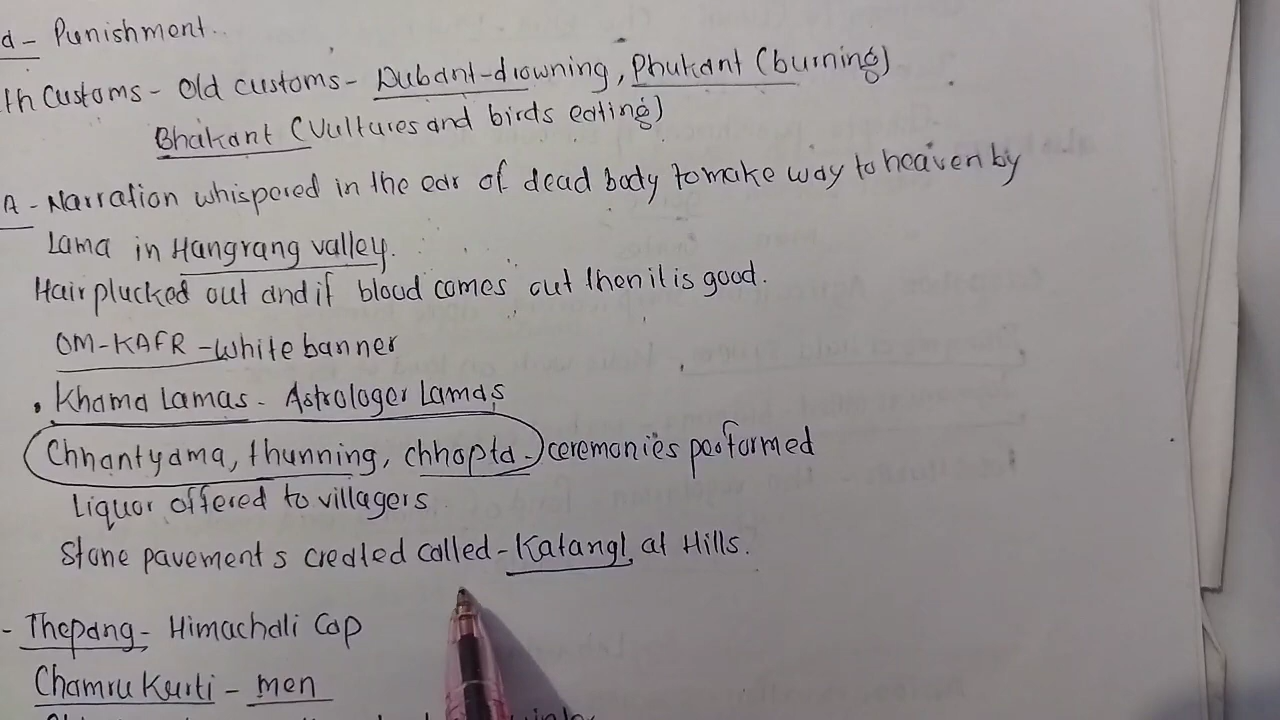 d - Punishment.
th Customs - Old customs - Dubant-drowning, Phukant (burning)
Bhakant (Vultures and birds eating)
A - Narration whispered in the ear of dead body to make way to heaven by
Lama in Hangrang valley.
Hair plucked out and if blood comes out then it is good.
OM-KAFR - white banner
• Khama Lamas - Astrologer Lamas
Chhantyama, thunning, chhopta - ceremonies performed
Liquor offered to villagers
Stone pavements created called - Katangl, at Hills.
- Thepang - Himachali Cap
Chamru Kurti - men